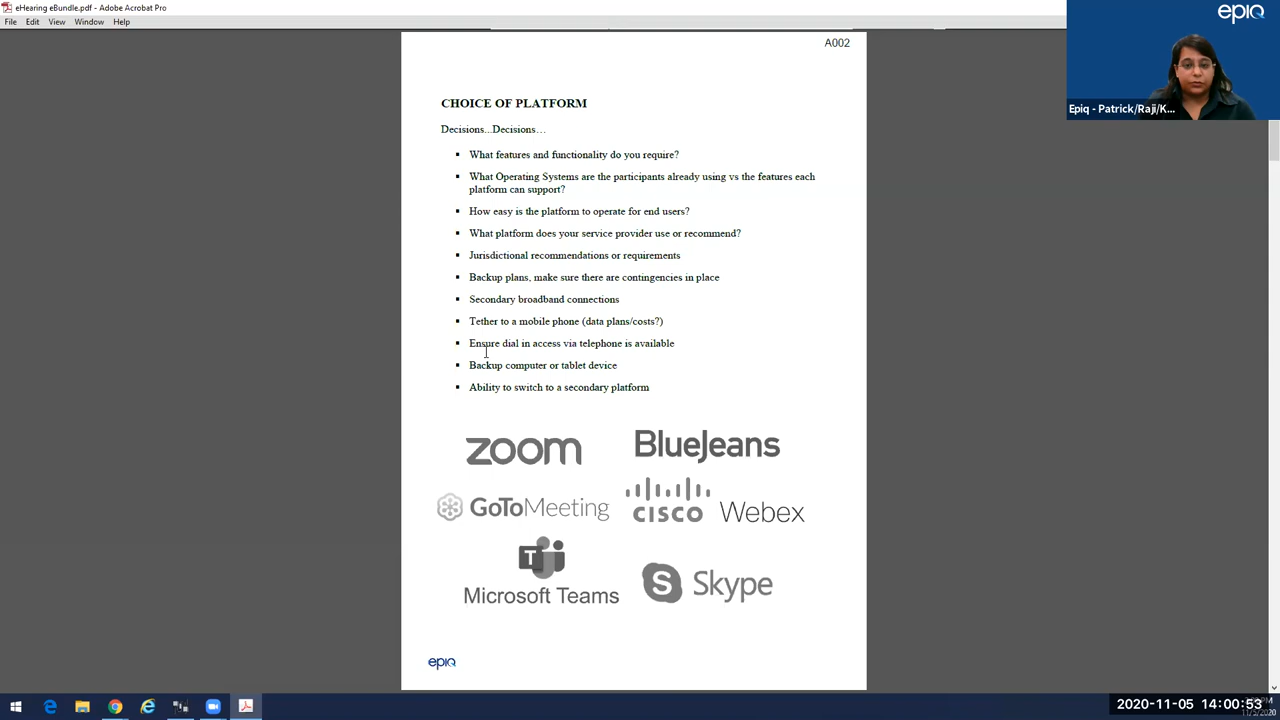 eHearing eBundle.pdf - Adobe Acrobat Pro
File Edit View Window Help
epiq
Epiq - Patrick/Raji/K...
A002
CHOICE OF PLATFORM
Decisions...Decisions...
▪ What features and functionality do you require?
▪ What Operating Systems are the participants already using vs the features each
platform can support?
▪ How easy is the platform to operate for end users?
▪ What platform does your service provider use or recommend?
▪ Jurisdictional recommendations or requirements
▪ Backup plans, make sure there are contingencies in place
▪ Secondary broadband connections
▪ Tether to a mobile phone (data plans/costs?)
▪ Ensure dial in access via telephone is available
▪ Backup computer or tablet device
▪ Ability to switch to a secondary platform
zoom
BlueJeans
GoToMeeting
CISCO Webex
T
Microsoft Teams
S Skype
epiq
2020-11-05 14:00:53